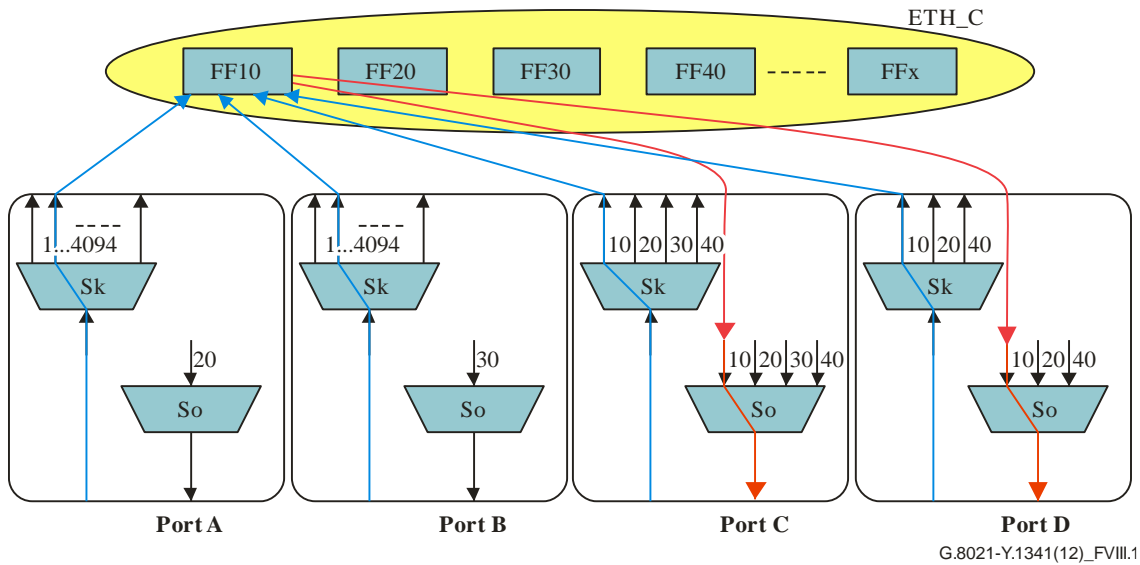 ETH_C
FF10 FF20 FF30 FF40 FFx
1...4094 1...4094 10 20 30 40 10 20 40
Sk Sk Sk Sk
20 30 10 20 30 40 10 20 40
So So So So
Port A Port B Port C Port D
G.8021-Y.1341(12)_FVIII.1